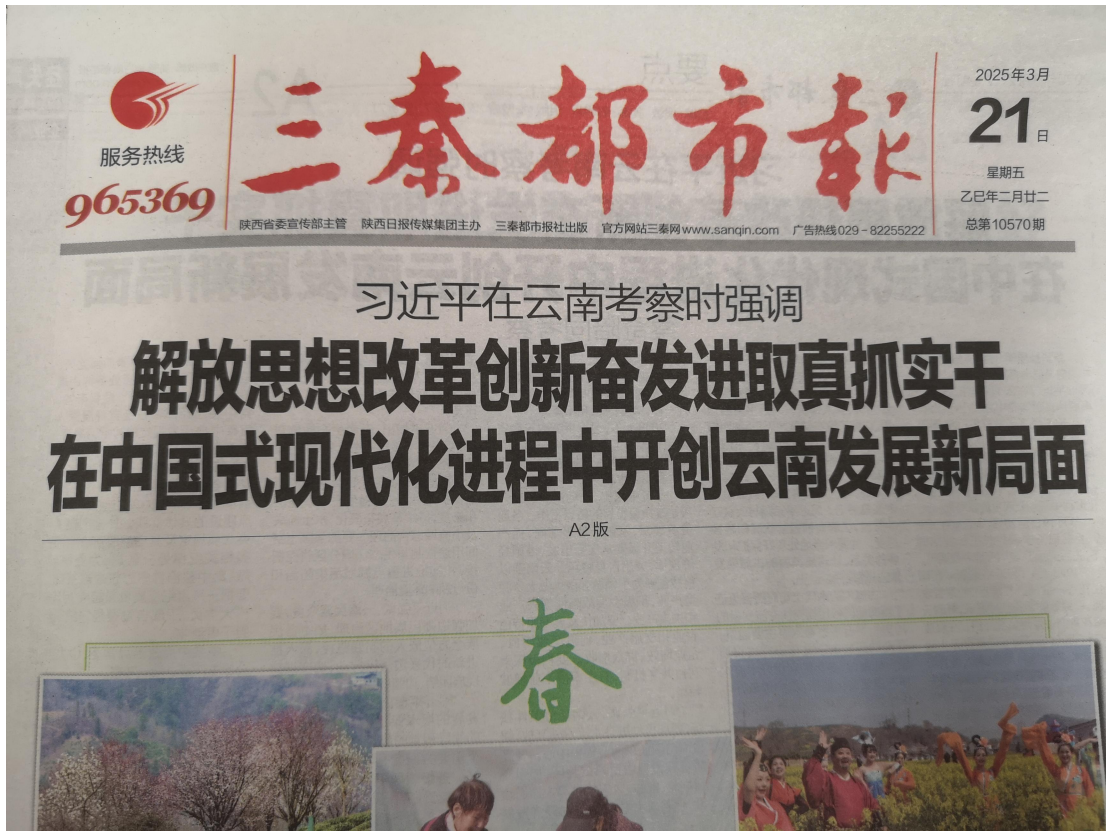 服务热线
965369
三秦都市報
陕西省委宣传部主管 陕西日报传媒集团主办 三秦都市报社出版 官方网站三秦网www.sanqin.com 广告热线029-82255222
2025年3月
21日
星期五
乙巳年二月廿二
总第10570期
习近平在云南考察时强调
解放思想改革创新奋发进取真抓实干
在中国式现代化进程中开创云南发展新局面
A2版
春